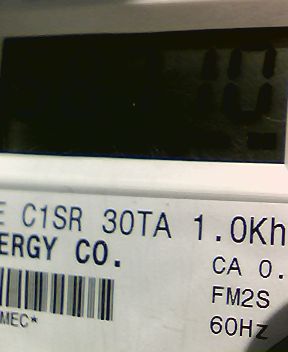 E C1SR 30TA 1.0Kh
ERGY CO.
CA 0.
FM2S
60Hz
MEC*